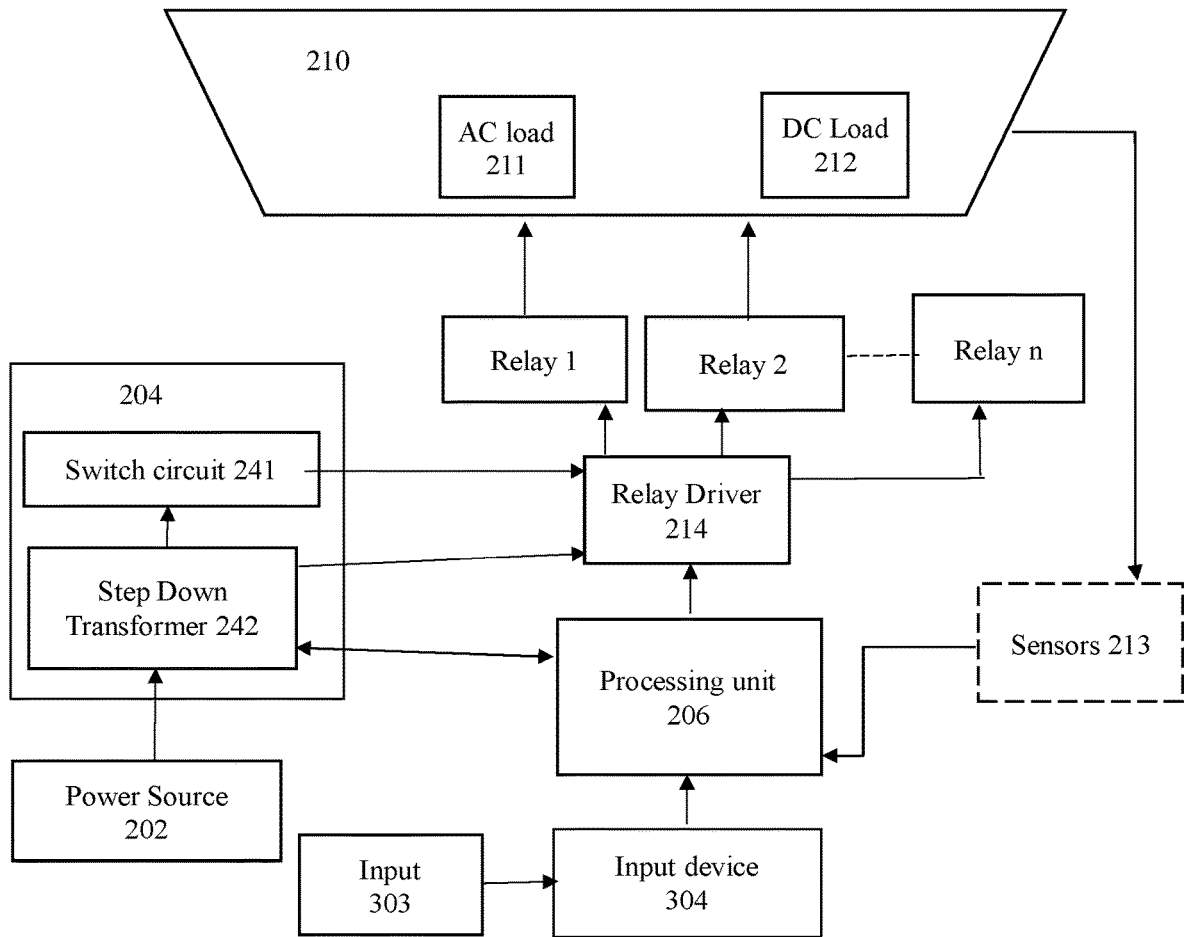 210
AC load
211
DC Load
212
Relay 1
Relay 2
Relay n
204
Switch circuit 241
Relay Driver
214
Step Down
Transformer 242
Processing unit
206
Sensors 213
Power Source
202
Input
303
Input device
304